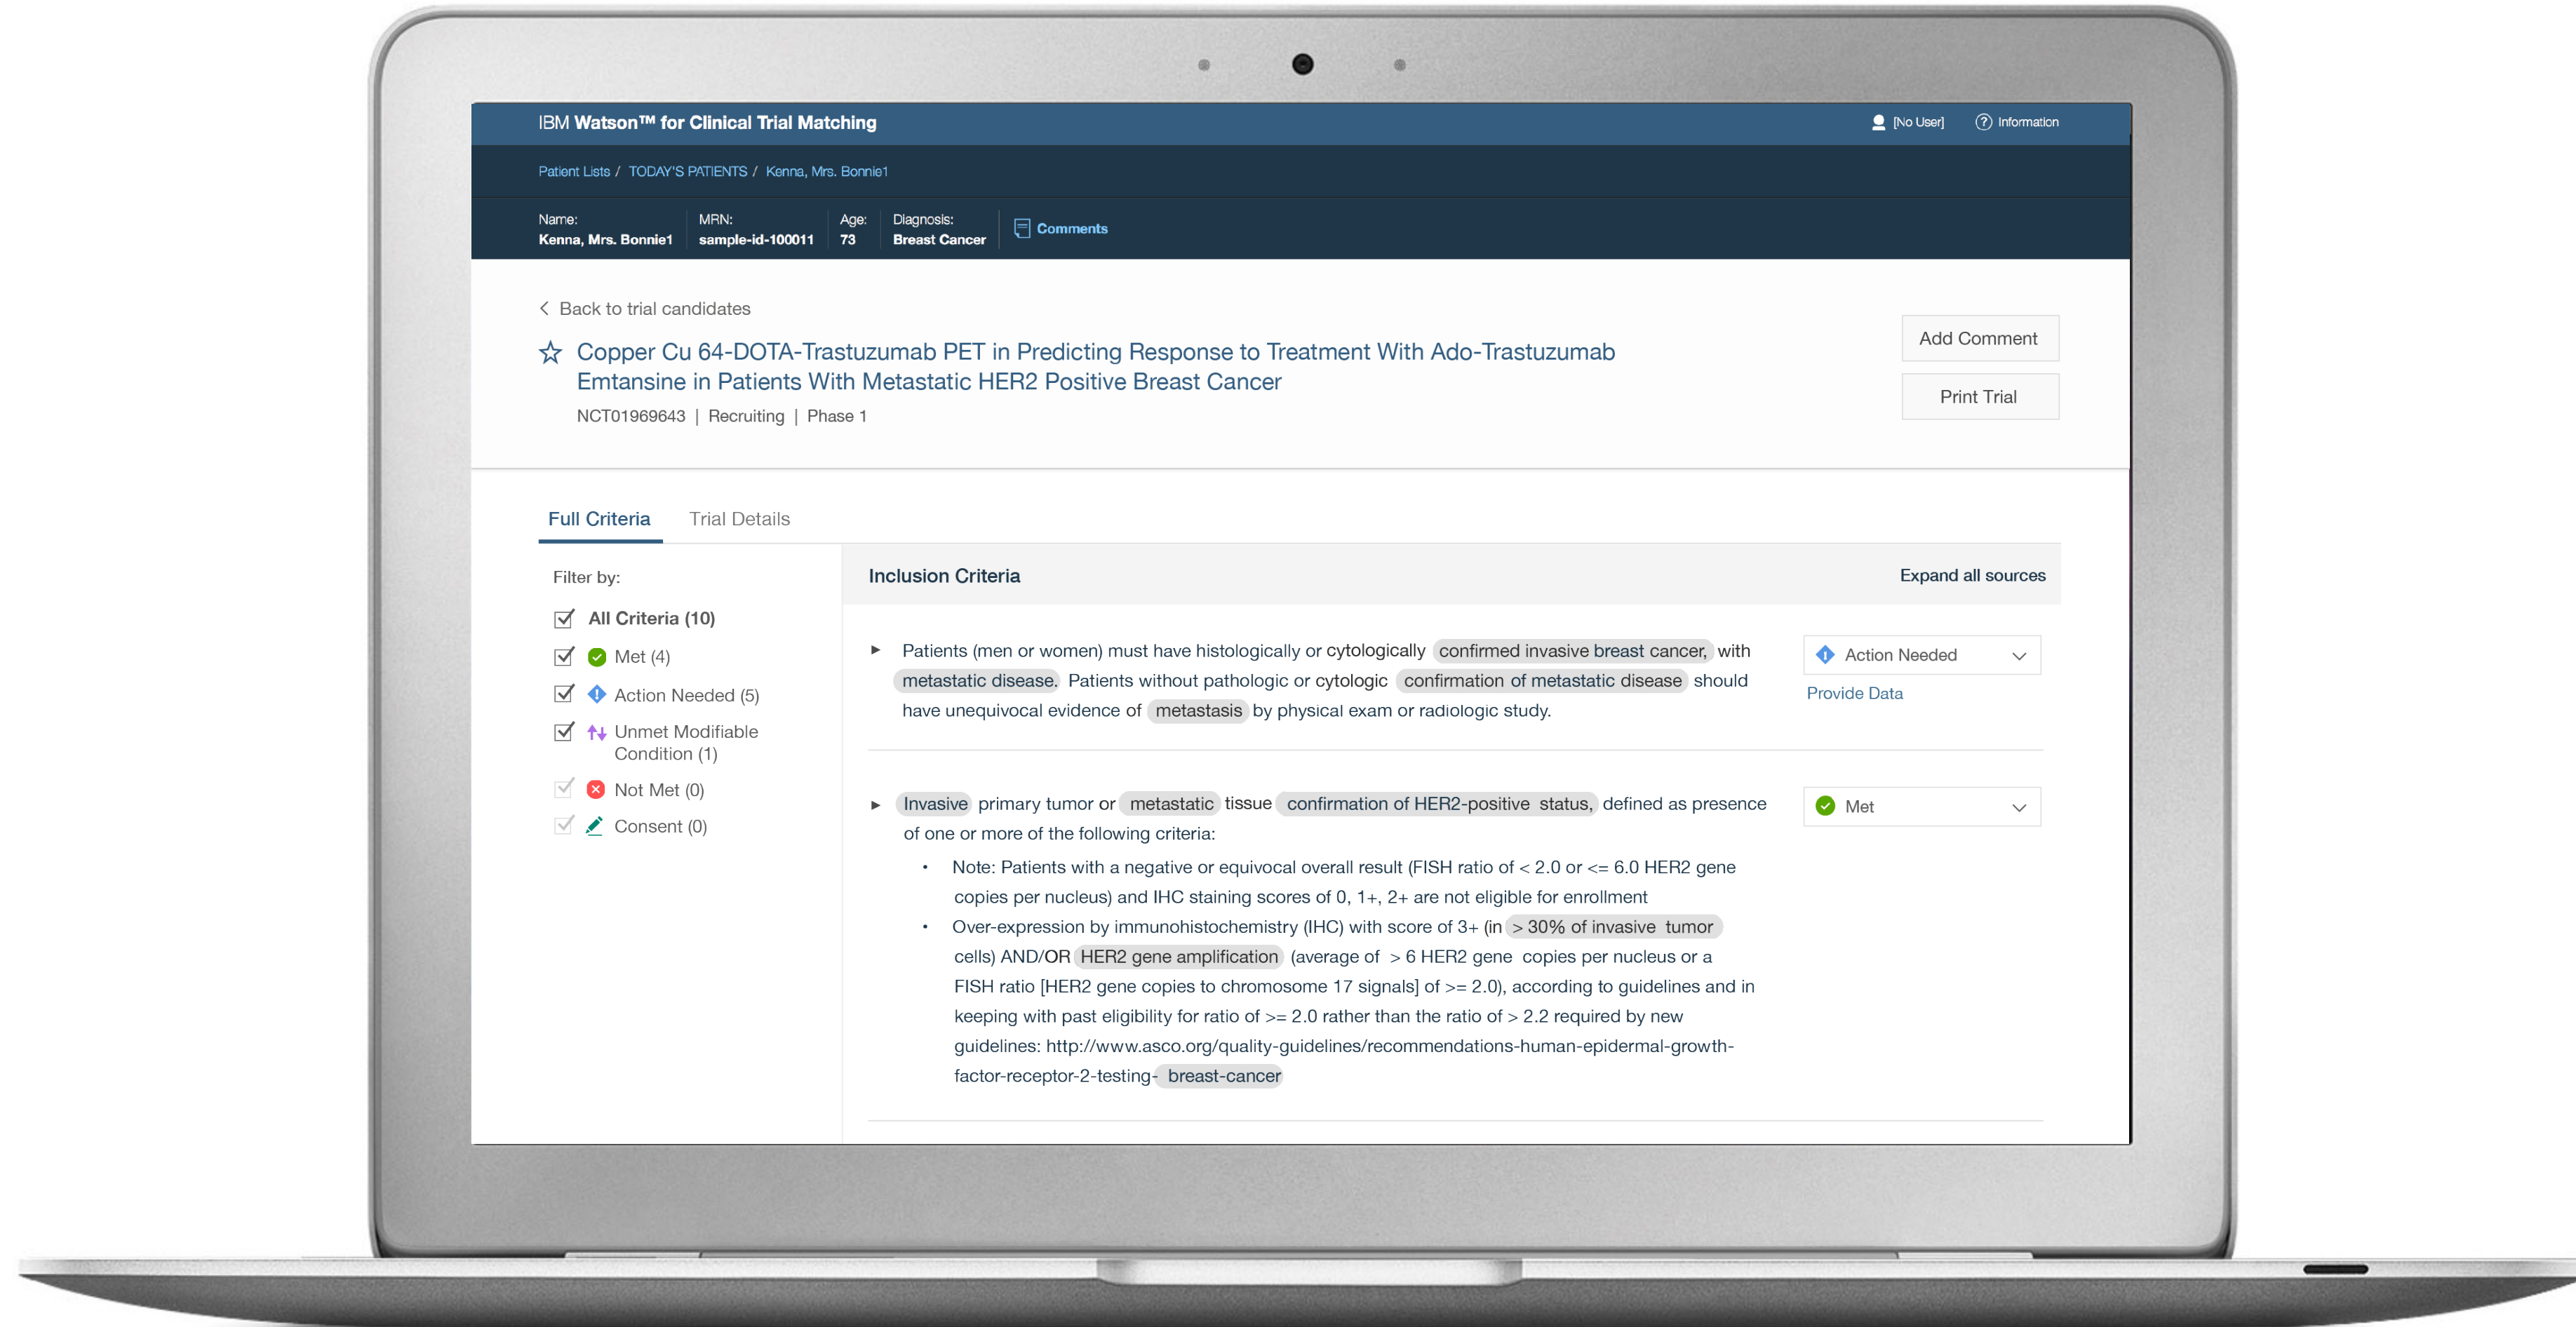 IBM Watson™ for Clinical Trial Matching
[No User]
? Information
Patient Lists / TODAY'S PATIENTS / Kenna, Mrs. Bonnie1
Name:
Kenna, Mrs. Bonnie1
MRN:
sample-id-100011
Age:
73
Diagnosis:
Breast Cancer
Comments
Back to trial candidates
Copper Cu 64-DOTA-Trastuzumab PET in Predicting Response to Treatment With Ado-Trastuzumab
Emtansine in Patients With Metastatic HER2 Positive Breast Cancer
NCT01969643 | Recruiting | Phase 1
Add Comment
Print Trial
Full Criteria
Trial Details
Filter by:
All Criteria (10)
Met (4)
Action Needed (5)
Unmet Modifiable
Condition (1)
Not Met (0)
Consent (0)
Inclusion Criteria
Expand all sources
Patients (men or women) must have histologically or cytologically confirmed invasive breast cancer, with
metastatic disease. Patients without pathologic or cytologic confirmation of metastatic disease should
have unequivocal evidence of metastasis by physical exam or radiologic study.
Action Needed
Provide Data
Invasive primary tumor or metastatic tissue confirmation of HER2-positive status, defined as presence
of one or more of the following criteria:
Met
• Note: Patients with a negative or equivocal overall result (FISH ratio of < 2.0 or <= 6.0 HER2 gene
copies per nucleus) and IHC staining scores of 0, 1+, 2+ are not eligible for enrollment
• Over-expression by immunohistochemistry (IHC) with score of 3+ (in > 30% of invasive tumor
cells) AND/OR HER2 gene amplification (average of > 6 HER2 gene copies per nucleus or a
FISH ratio [HER2 gene copies to chromosome 17 signals] of >= 2.0), according to guidelines and in
keeping with past eligibility for ratio of >= 2.0 rather than the ratio of > 2.2 required by new
guidelines: http://www.asco.org/quality-guidelines/recommendations-human-epidermal-growth-
factor-receptor-2-testing- breast-cancer